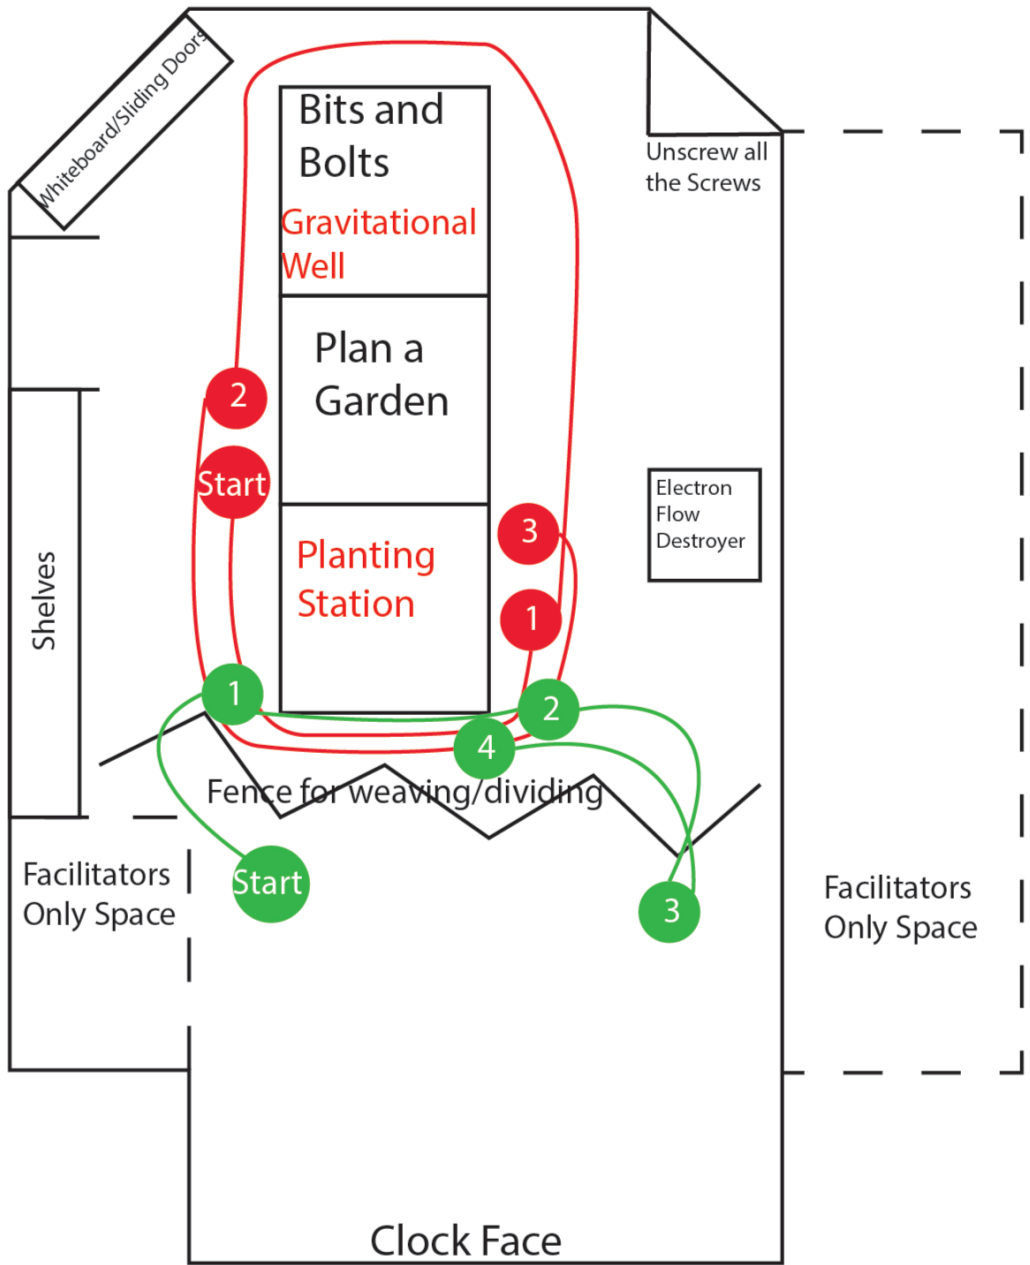 Whiteboard/Sliding Doors
Bits and
Bolts
Gravitational
Well
Unscrew all
the Screws
Plan a
Garden
2
Start
Electron
Flow
Destroyer
3
Planting
Station
1
Shelves
1
2
4
Fence for weaving/dividing
Facilitators
Only Space
Start
3
Facilitators
Only Space
Clock Face